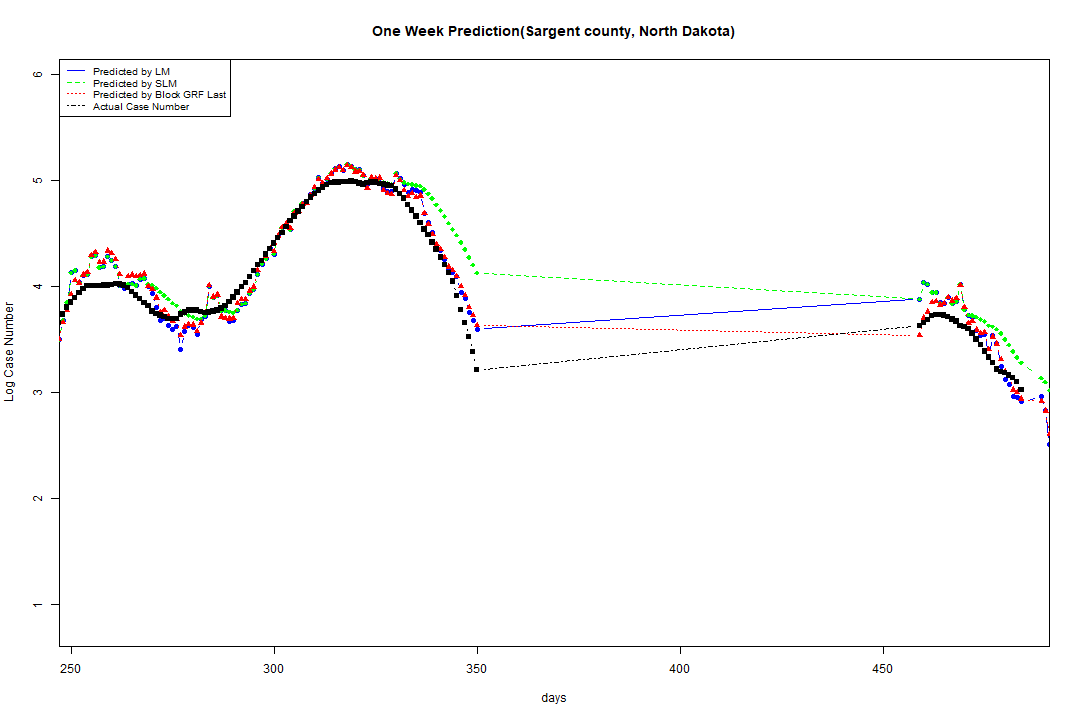 One Week Prediction(Sargent county, North Dakota)
Predicted by LM
Predicted by SLM
Predicted by Block GRF Last
Actual Case Number
6
5
4
3
2
1
Log Case Number
250 300 350 400 450
days